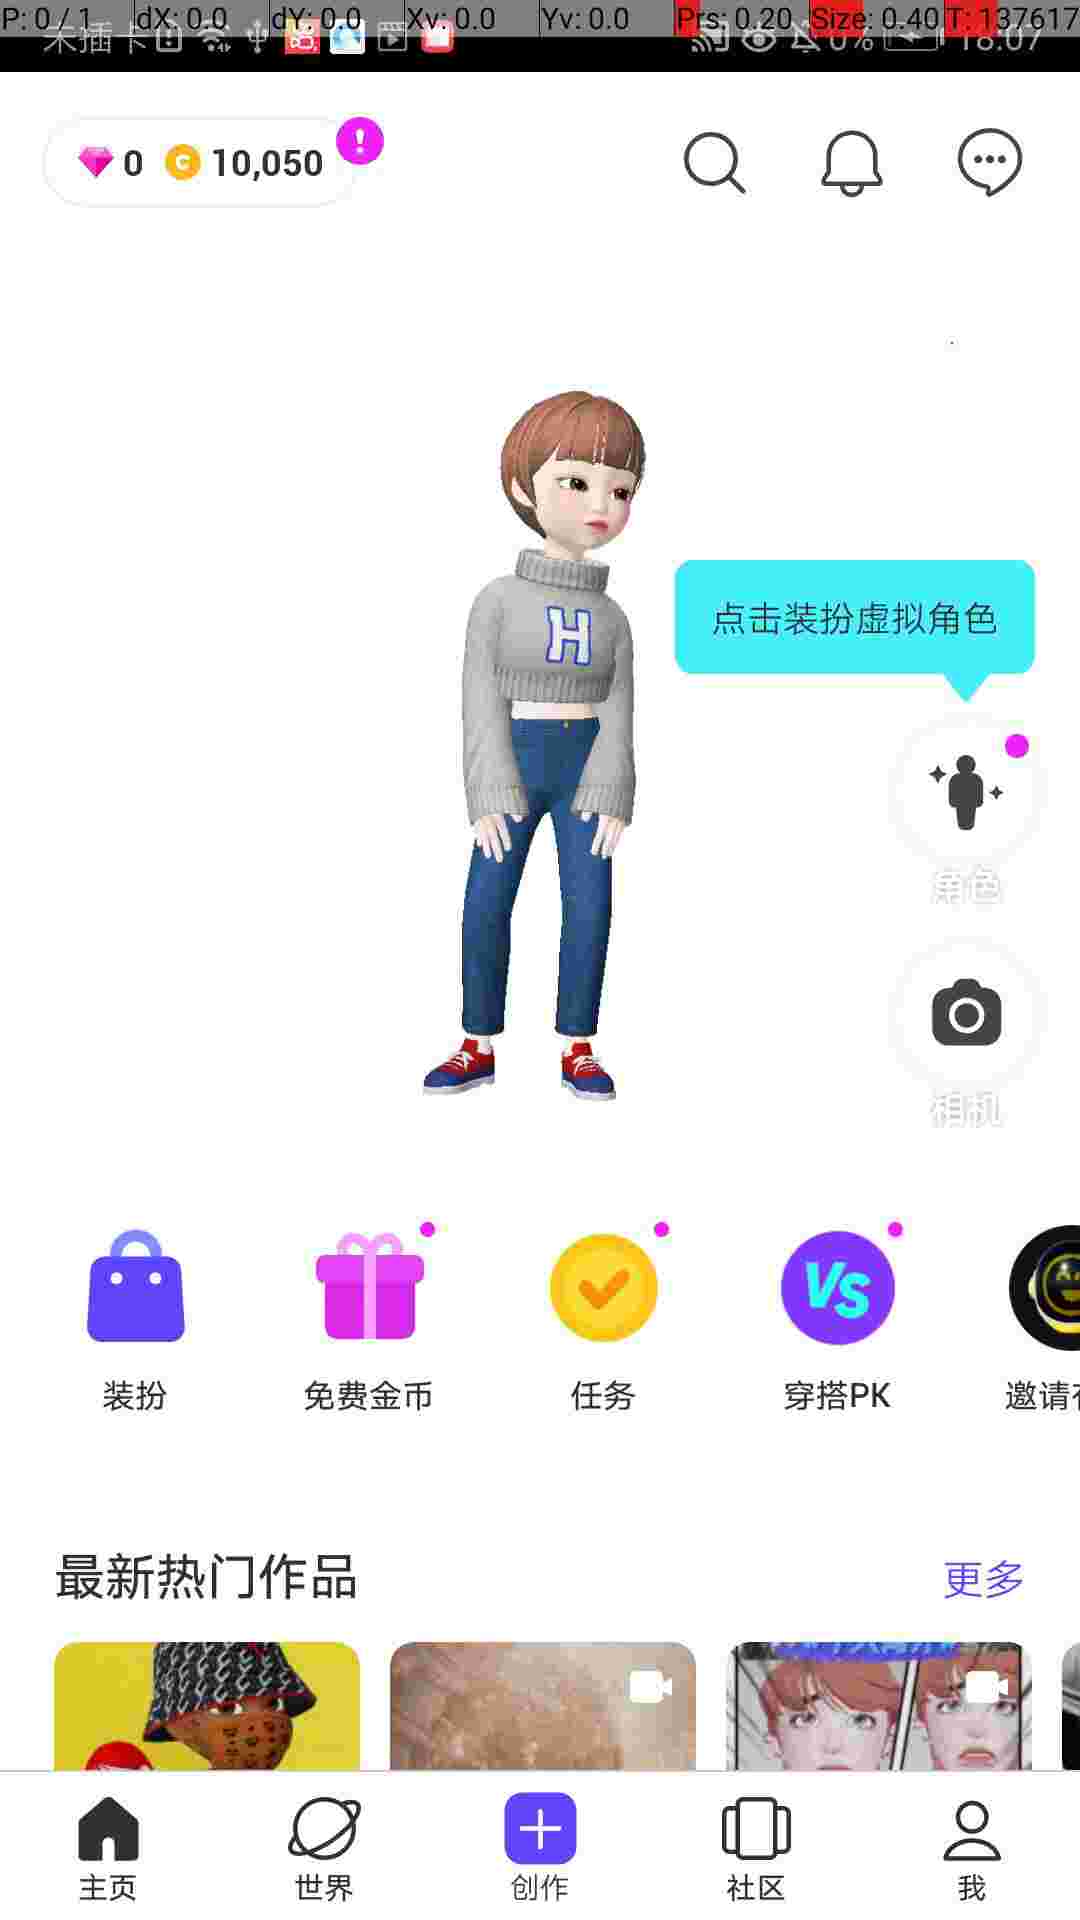 P: 0 / 1 dX: 0.0 dY: 0.0 Xv: 0.0 Yv: 0.0 Prs: 0.20 Size: 0.40 T: 137617
未插卡 0% 18:07
0 C 10,050 !
H
点击装扮虚拟角色
角色
相机
VS
装扮 免费金币 任务 穿搭PK 邀请
最新热门作品 更多
主页 世界 创作 社区 我